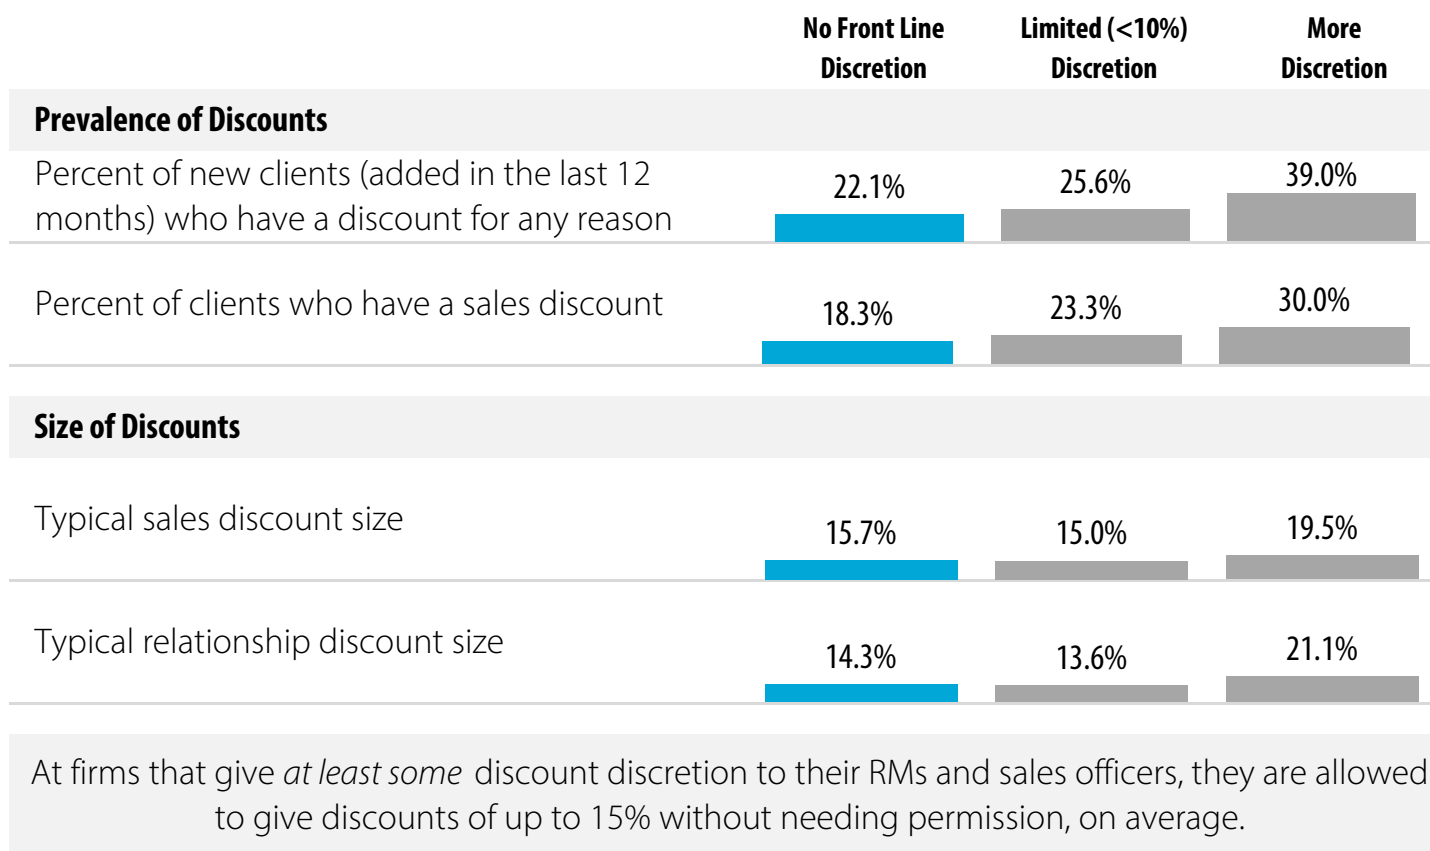 No Front Line
Discretion
Limited (<10%)
Discretion
More
Discretion
Prevalence of Discounts
Percent of new clients (added in the last 12
months) who have a discount for any reason
22.1%
25.6%
39.0%
Percent of clients who have a sales discount
18.3%
23.3%
30.0%
Size of Discounts
Typical sales discount size
15.7%
15.0%
19.5%
Typical relationship discount size
14.3%
13.6%
21.1%
At firms that give at least some discount discretion to their RMs and sales officers, they are allowed
to give discounts of up to 15% without needing permission, on average.